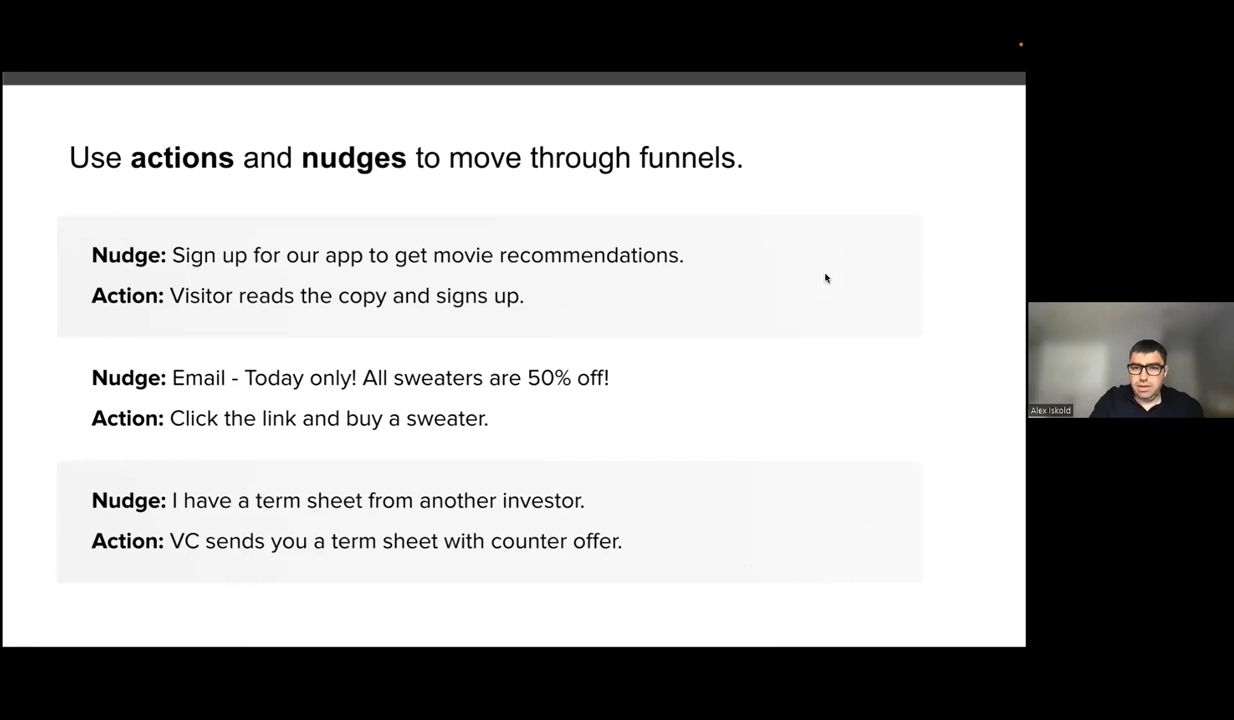 Use actions and nudges to move through funnels.
Nudge: Sign up for our app to get movie recommendations.
Action: Visitor reads the copy and signs up.
Nudge: Email - Today only! All sweaters are 50% off!
Action: Click the link and buy a sweater.
Nudge: I have a term sheet from another investor.
Action: VC sends you a term sheet with counter offer.
Alex Iskold